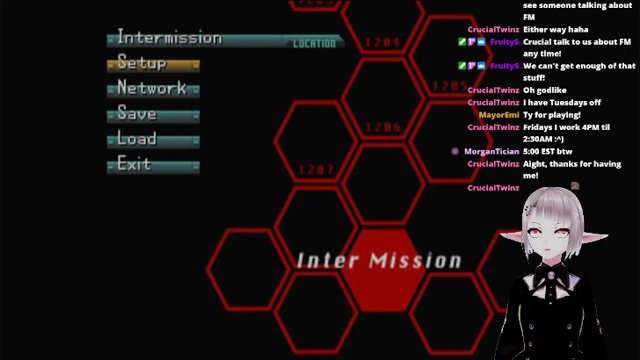 Intermission
LOCATION
Setup
Network
Save
Load
Exit
1204
1205
1206
1207
Inter Mission
see someone talking about
FM
CrucialTwinz Either way haha
FruityS. Crucial talk to us about FM
any time!
FruityS. We can't get enough of that
stuff!
CrucialTwinz Oh godlike
CrucialTwinz I have Tuesdays off
MayorEmi Ty for playing!
CrucialTwinz Fridays I work 4PM til
2:30AM :^)
MorganTician 5:00 EST btw
CrucialTwinz Aight, thanks for having
me!
CrucialTwinz